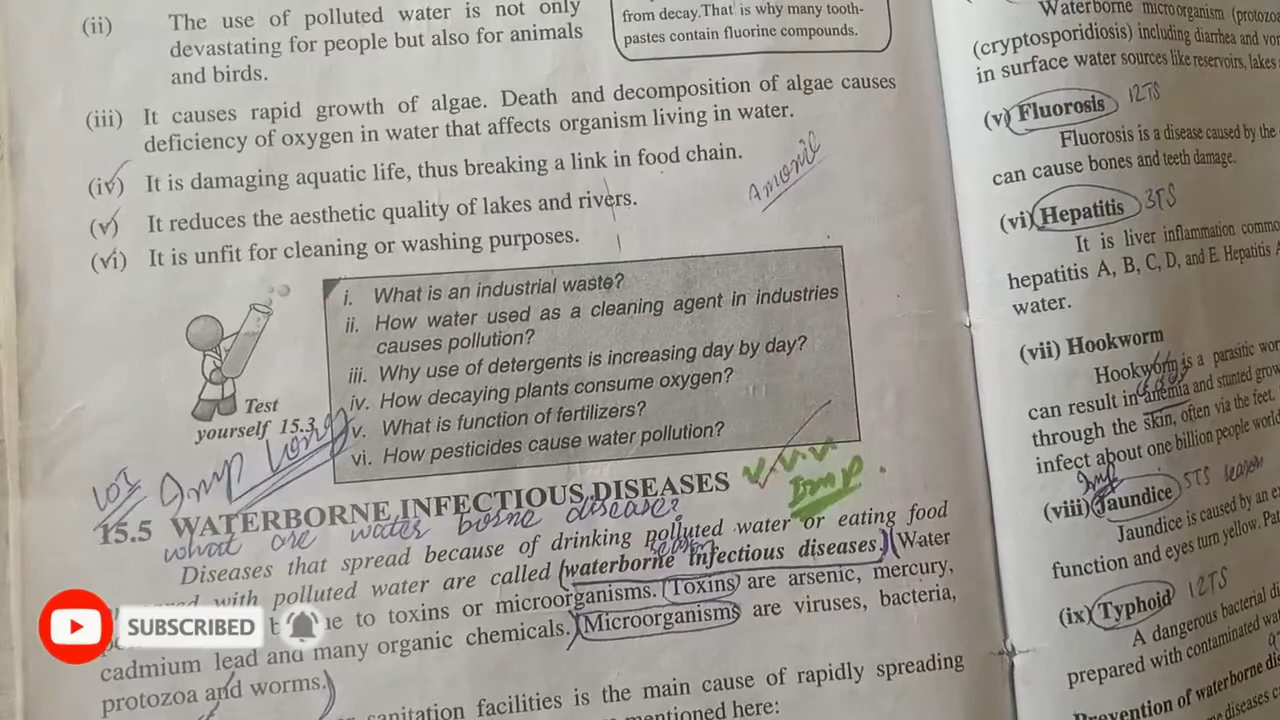 (ii) The use of polluted water is not only
devastating for people but also for animals
and birds.
from decay. That is why many tooth-
pastes contain fluorine compounds.
(iii) It causes rapid growth of algae. Death and decomposition of algae causes
deficiency of oxygen in water that affects organism living in water.
(iv) It is damaging aquatic life, thus breaking a link in food chain.
(v) It reduces the aesthetic quality of lakes and rivers.
(vi) It is unfit for cleaning or washing purposes.
Test
yourself 15.3
i. What is an industrial waste?
ii. How water used as a cleaning agent in industries
causes pollution?
iii. Why use of detergents is increasing day by day?
iv. How decaying plants consume oxygen?
v. What is function of fertilizers?
vi. How pesticides cause water pollution?
Imp Long
V.V.V
Imp
15.5 WATERBORNE INFECTIOUS DISEASES
what are water borne disease?
Diseases that spread because of drinking polluted water or eating food
with polluted water are called (waterborne infectious diseases.) (Water
to toxins or microorganisms. Toxins are arsenic, mercury,
cadmium lead and many organic chemicals.) Microorganisms are viruses, bacteria,
protozoa and worms.)
sanitation facilities is the main cause of rapidly spreading
mentioned here:
SUBSCRIBED
Waterborne microorganism (protozoa
(cryptosporidiosis) including diarrhea and vo
in surface water sources like reservoirs, lakes
(v) Fluorosis 12TS
Fluorosis is a disease caused by the
can cause bones and teeth damage.
(vi) Hepatitis 3TS
It is liver inflammation commo
hepatitis A, B, C, D, and E. Hepatitis A
water.
(vii) Hookworm
Hookworm is a parasitic wor
can result in anemia and stunted grow
through the skin, often via the feet.
infect about one billion people world
Imp
(viii) Jaundice 5TS season
Jaundice is caused by an ex
function and eyes turn yellow. Pa
(ix) Typhoid 12TS
A dangerous bacterial di
prepared with contaminated wa
Prevention of waterborne dis
diseases c